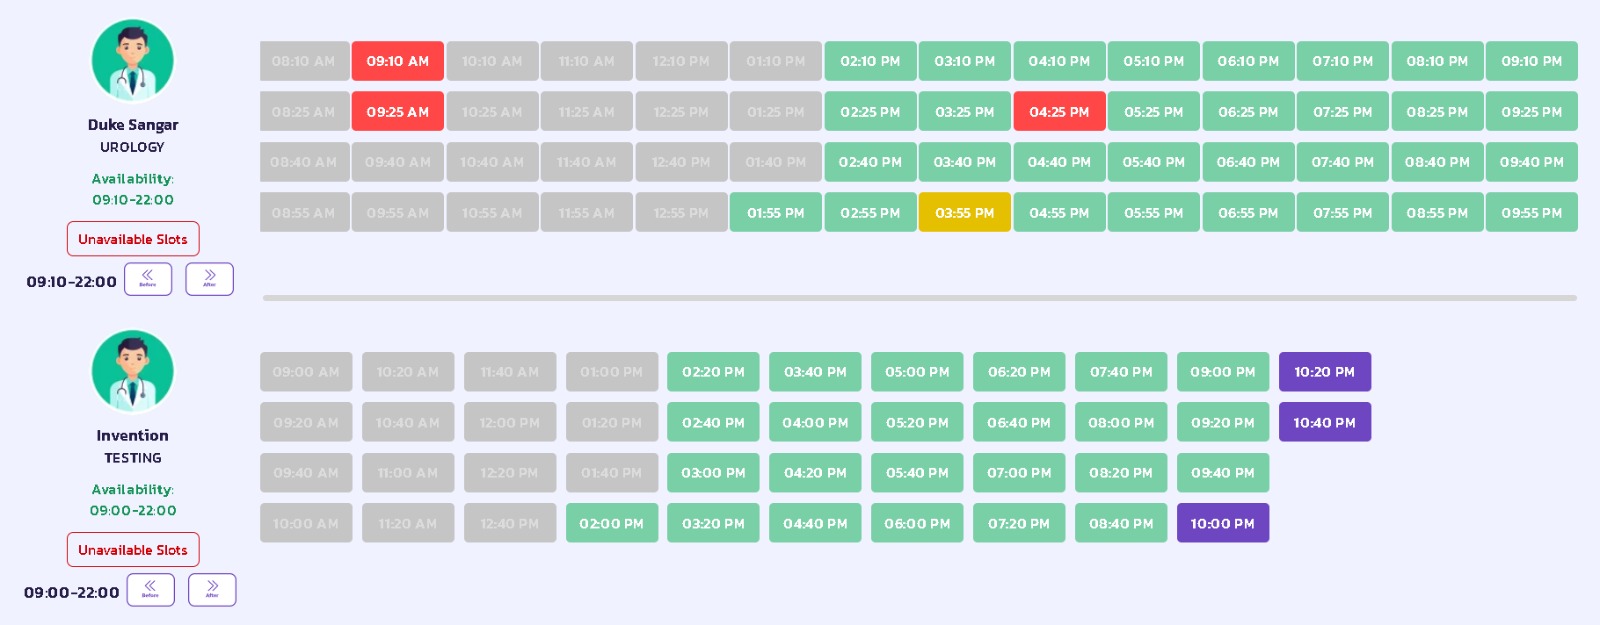 08:10 AM 09:10 AM 10:10 AM 11:10 AM 12:10 PM 01:10 PM 02:10 PM 03:10 PM 04:10 PM 05:10 PM 06:10 PM 07:10 PM 08:10 PM 09:10 PM
08:25 AM 09:25 AM 10:25 AM 11:25 AM 12:25 PM 01:25 PM 02:25 PM 03:25 PM 04:25 PM 05:25 PM 06:25 PM 07:25 PM 08:25 PM 09:25 PM
08:40 AM 09:40 AM 10:40 AM 11:40 AM 12:40 PM 01:40 PM 02:40 PM 03:40 PM 04:40 PM 05:40 PM 06:40 PM 07:40 PM 08:40 PM 09:40 PM
08:55 AM 09:55 AM 10:55 AM 11:55 AM 12:55 PM 01:55 PM 02:55 PM 03:55 PM 04:55 PM 05:55 PM 06:55 PM 07:55 PM 08:55 PM 09:55 PM
Duke Sangar
UROLOGY
Availability:
09:10-22:00
Unavailable Slots
09:10-22:00 Before After
09:00 AM 10:20 AM 11:40 AM 01:00 PM 02:20 PM 03:40 PM 05:00 PM 06:20 PM 07:40 PM 09:00 PM 10:20 PM
09:20 AM 10:40 AM 12:00 PM 01:20 PM 02:40 PM 04:00 PM 05:20 PM 06:40 PM 08:00 PM 09:20 PM 10:40 PM
09:40 AM 11:00 AM 12:20 PM 01:40 PM 03:00 PM 04:20 PM 05:40 PM 07:00 PM 08:20 PM 09:40 PM
10:00 AM 11:20 AM 12:40 PM 02:00 PM 03:20 PM 04:40 PM 06:00 PM 07:20 PM 08:40 PM 10:00 PM
Invention
TESTING
Availability:
09:00-22:00
Unavailable Slots
09:00-22:00 Before After